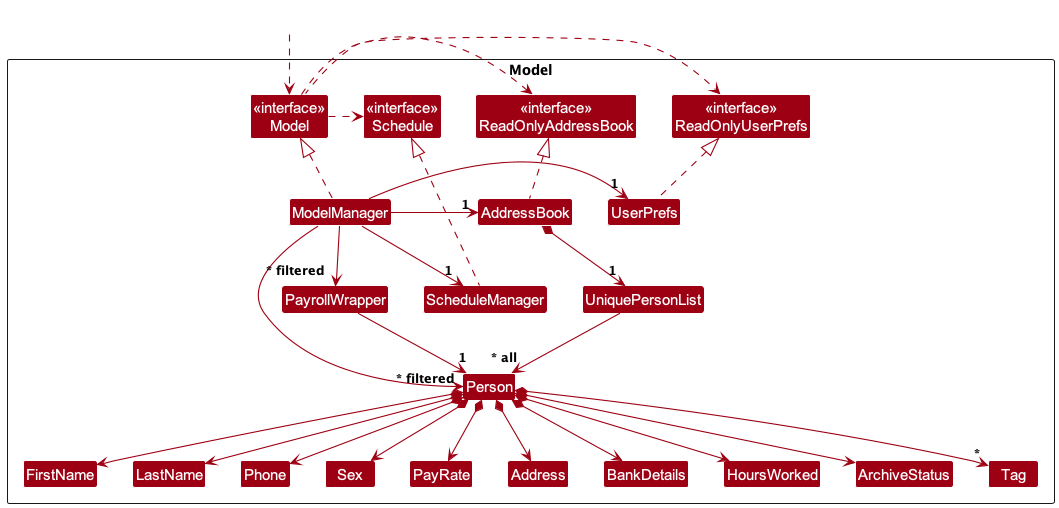 Model
«interface»
Model
«interface»
Schedule
«interface»
ReadOnlyAddressBook
«interface»
ReadOnlyUserPrefs
1
1
ModelManager
AddressBook
UserPrefs
* filtered
1
1
PayrollWrapper
ScheduleManager
UniquePersonList
1
* all
* filtered
Person
*
FirstName
LastName
Phone
Sex
PayRate
Address
BankDetails
HoursWorked
ArchiveStatus
Tag